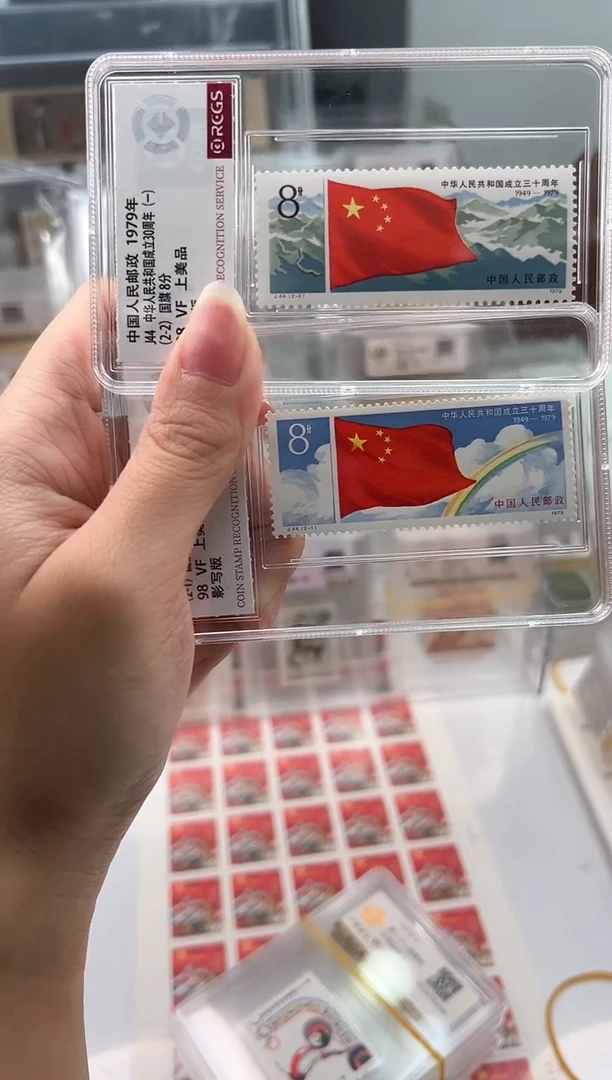 RCGS
中国人民邮政 1979年
J44 中华人民共和国成立30周年 (一)
(2-2) 国旗 8分
98 VF 上美品
ECOGNITION SERVICE
8分
中华人民共和国成立三十周年
1949—1979
中国人民邮政
J.44.(2-2)
1979
98 VF 上美
影写版
COIN STAMP RECOGNITION
8分
中华人民共和国成立三十周年
1949—1979
中国人民邮政
J.44.(2-1)
1979